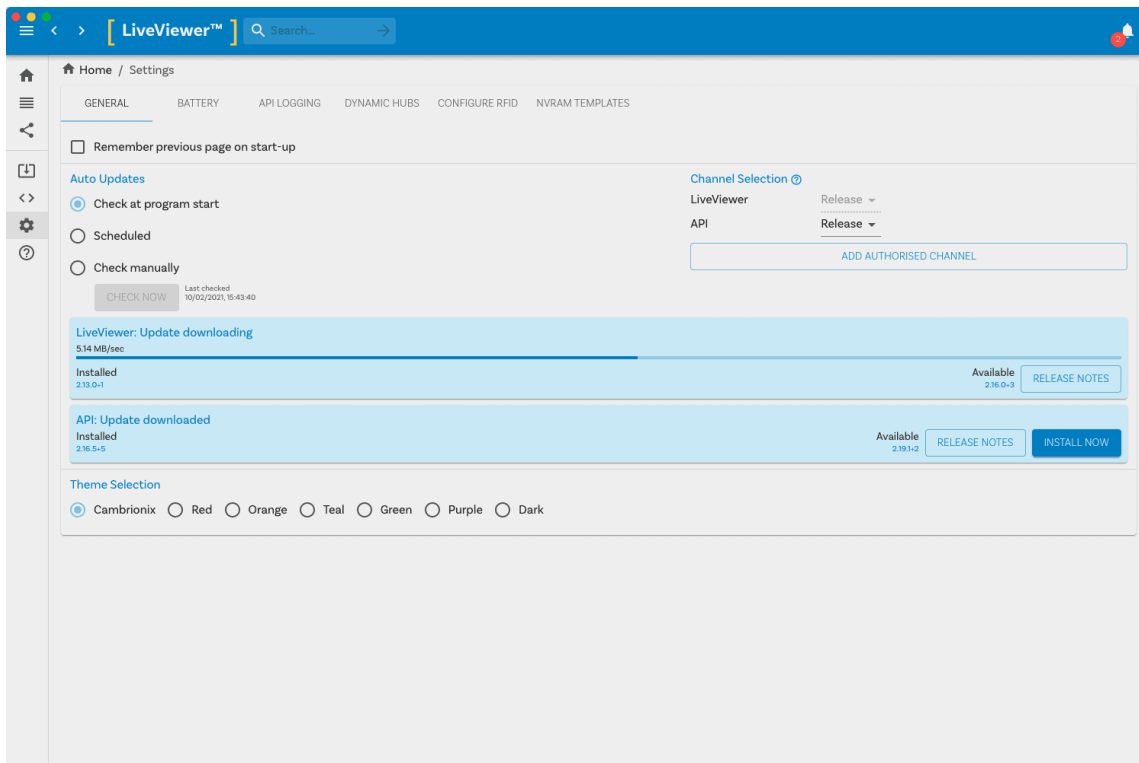 [ LiveViewer™ ] Search...
2
Home / Settings
GENERAL BATTERY API LOGGING DYNAMIC HUBS CONFIGURE RFID NVRAM TEMPLATES
Remember previous page on start-up
Auto Updates
Check at program start
Scheduled
Check manually
CHECK NOW
Last checked
10/02/2021, 15:43:40
Channel Selection
LiveViewer Release
API Release
ADD AUTHORISED CHANNEL
LiveViewer: Update downloading
5.14 MB/sec
Installed
2.13.0+1
Available
2.16.0+3
RELEASE NOTES
API: Update downloaded
Installed
2.16.5+5
Available
2.19.1+2
RELEASE NOTES
INSTALL NOW
Theme Selection
Cambrionix Red Orange Teal Green Purple Dark